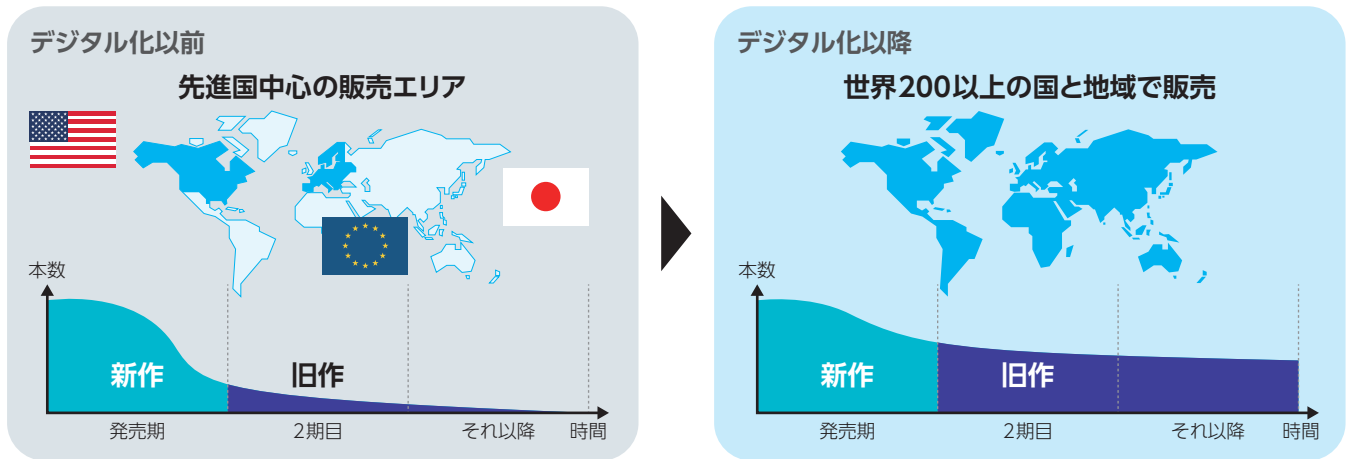 デジタル化以前
先進国中心の販売エリア
本数
新作
旧作
発売期
2期目
それ以降
時間
デジタル化以降
世界200以上の国と地域で販売
本数
新作
旧作
発売期
2期目
それ以降
時間